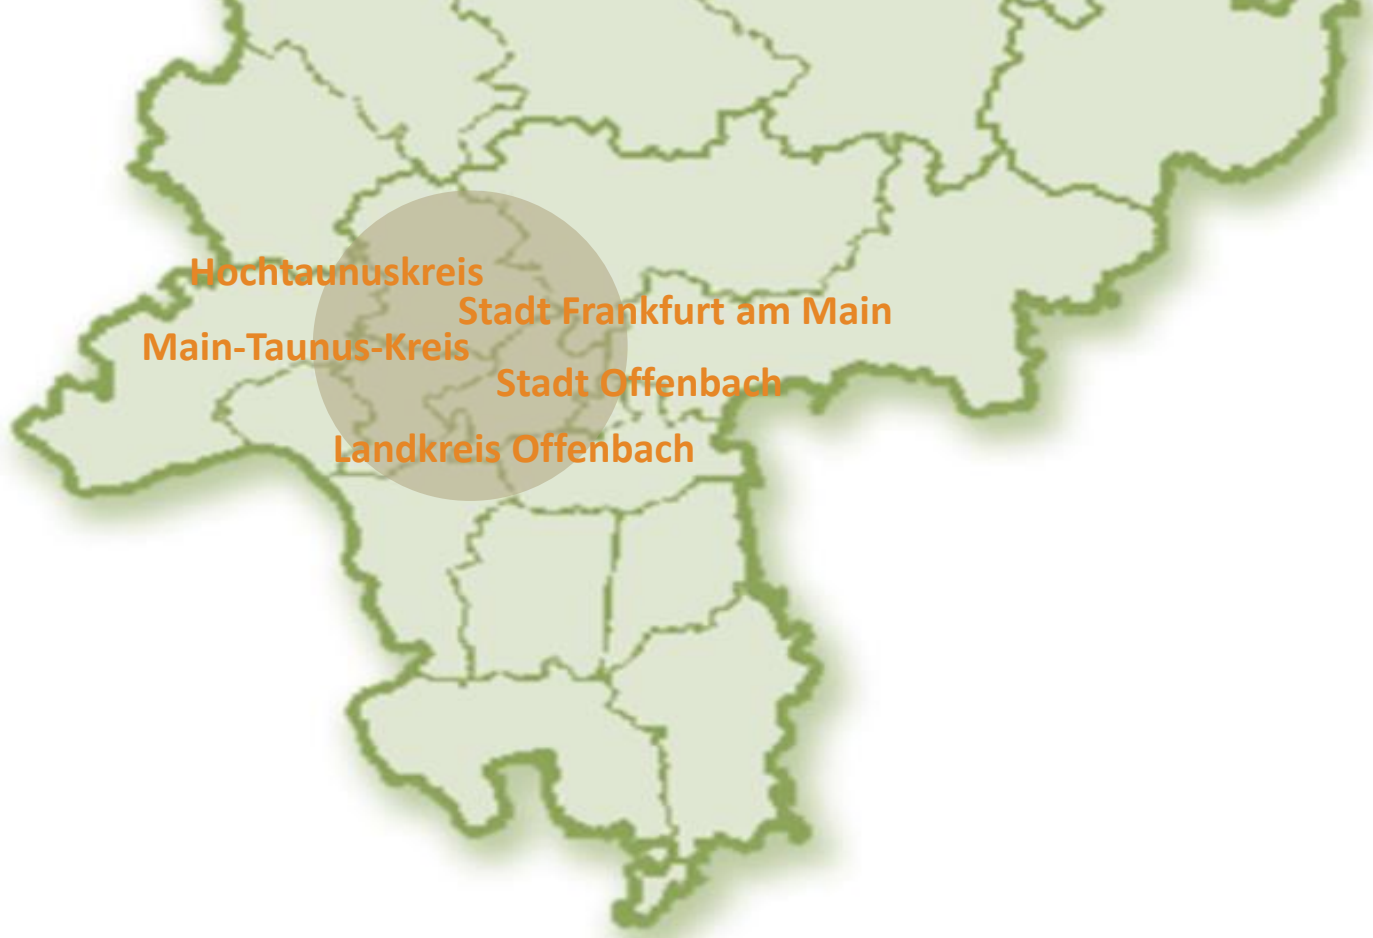 Hochtaunuskreis
Stadt Frankfurt am Main
Main-Taunus-Kreis
Stadt Offenbach
Landkreis Offenbach